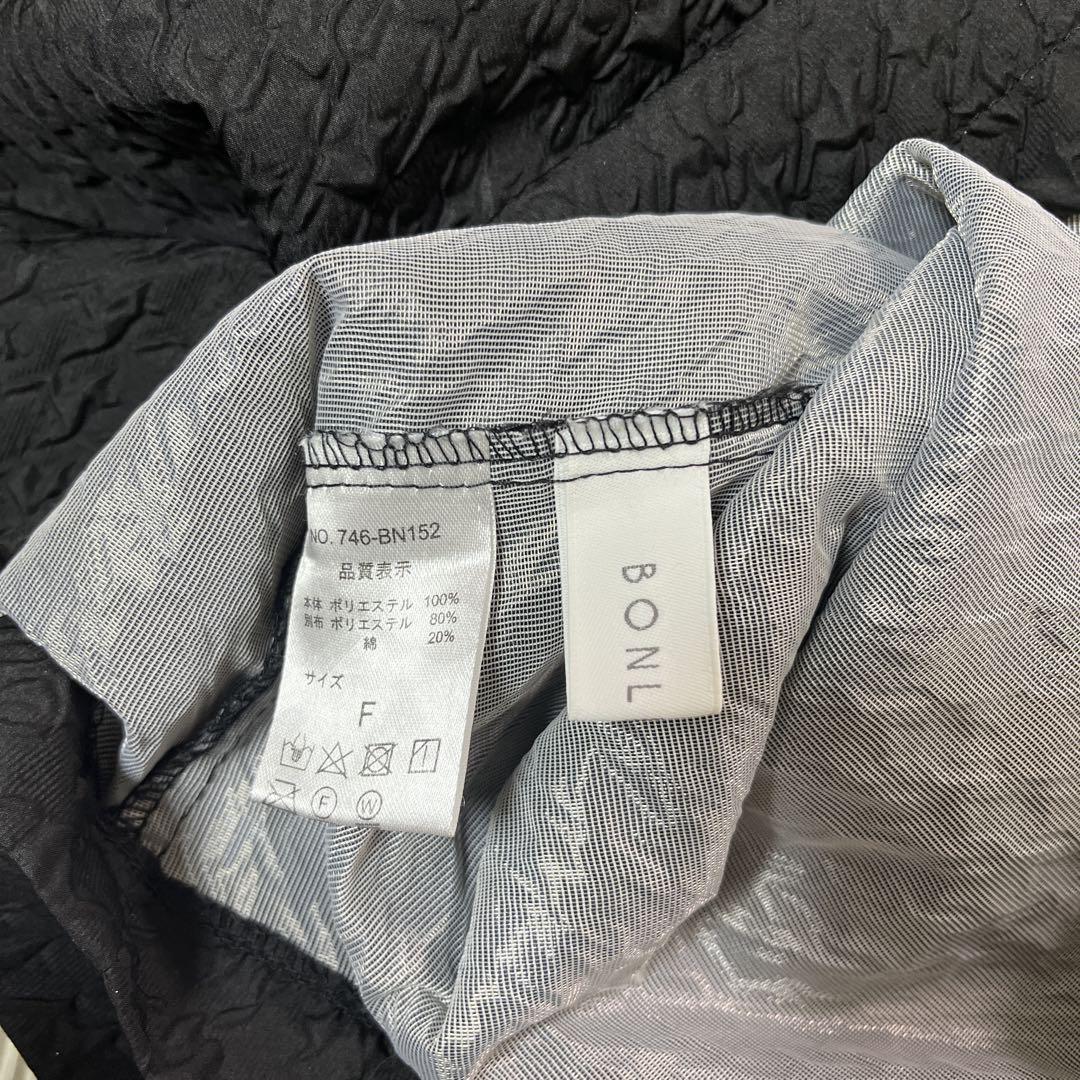 NO. 746-BN152
品質表示
本体 ポリエステル 100%
別布 ポリエステル 80%
綿 20%
サイズ
F
F W
BONL